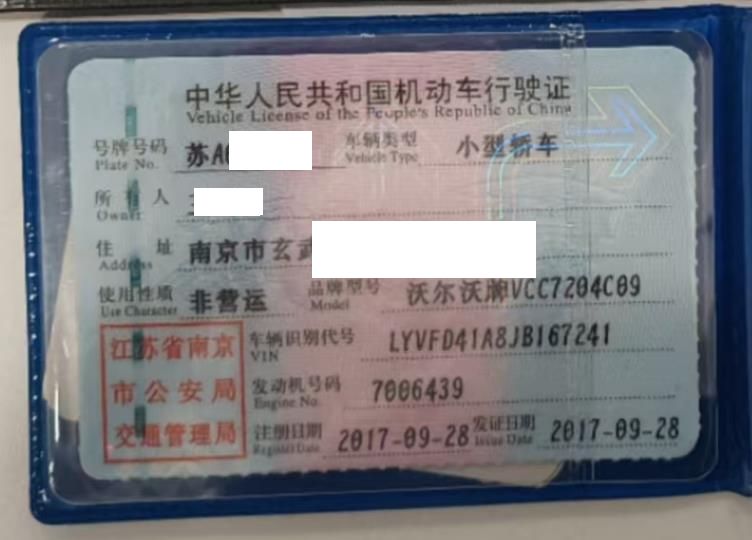 中华人民共和国机动车行驶证
Vehicle License of the People's Republic of China
号牌号码 苏A 车辆类型 小型轿车
Plate No. Vehicle Type
所有人
Owner
住址 南京市玄武
Address
使用性质 非营运 品牌型号 沃尔沃牌VCC7204C09
Use Character Model
江苏省南京 车辆识别代号 LYVFD41A8JB167241
VIN
市公安局 发动机号码 7006439
Engine No.
交通管理局 注册日期 2017-09-28 发证日期 2017-09-28
Register Date Issue Date